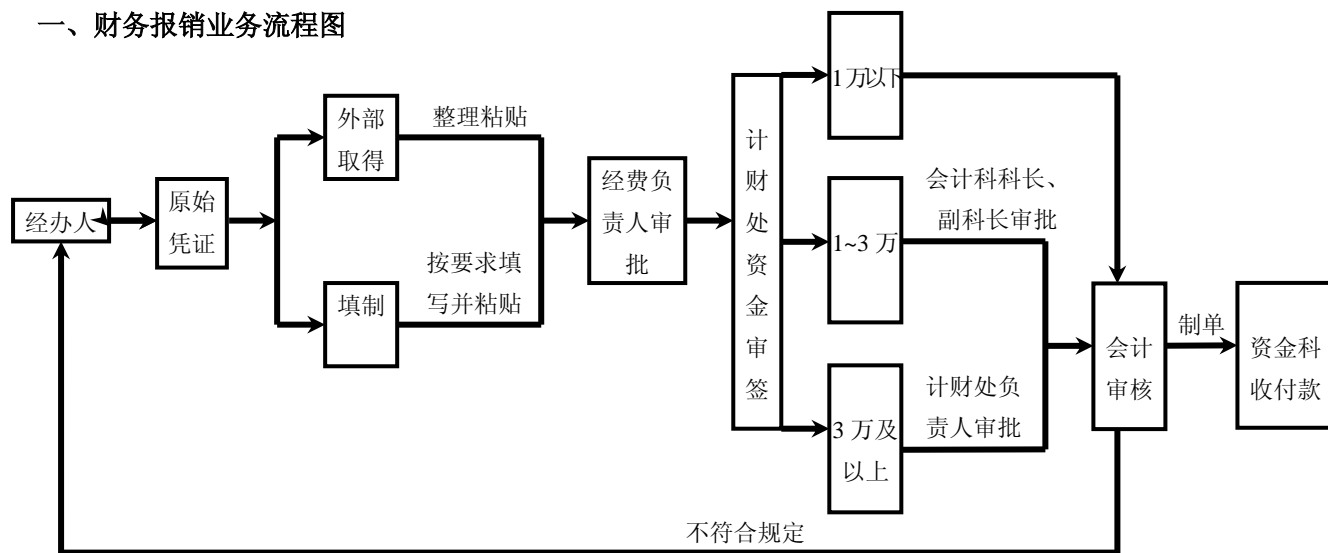 一、财务报销业务流程图
经办人
原始
凭证
外部
取得
整理粘贴
填制
按要求填
写并粘贴
经费负
责人审
批
计
财
处
资
金
审
签
1万以下
1~3 万
会计科科长、
副科长审批
3 万及
以上
计财处负
责人审批
会计
审核
制单
资金科
收付款
不符合规定